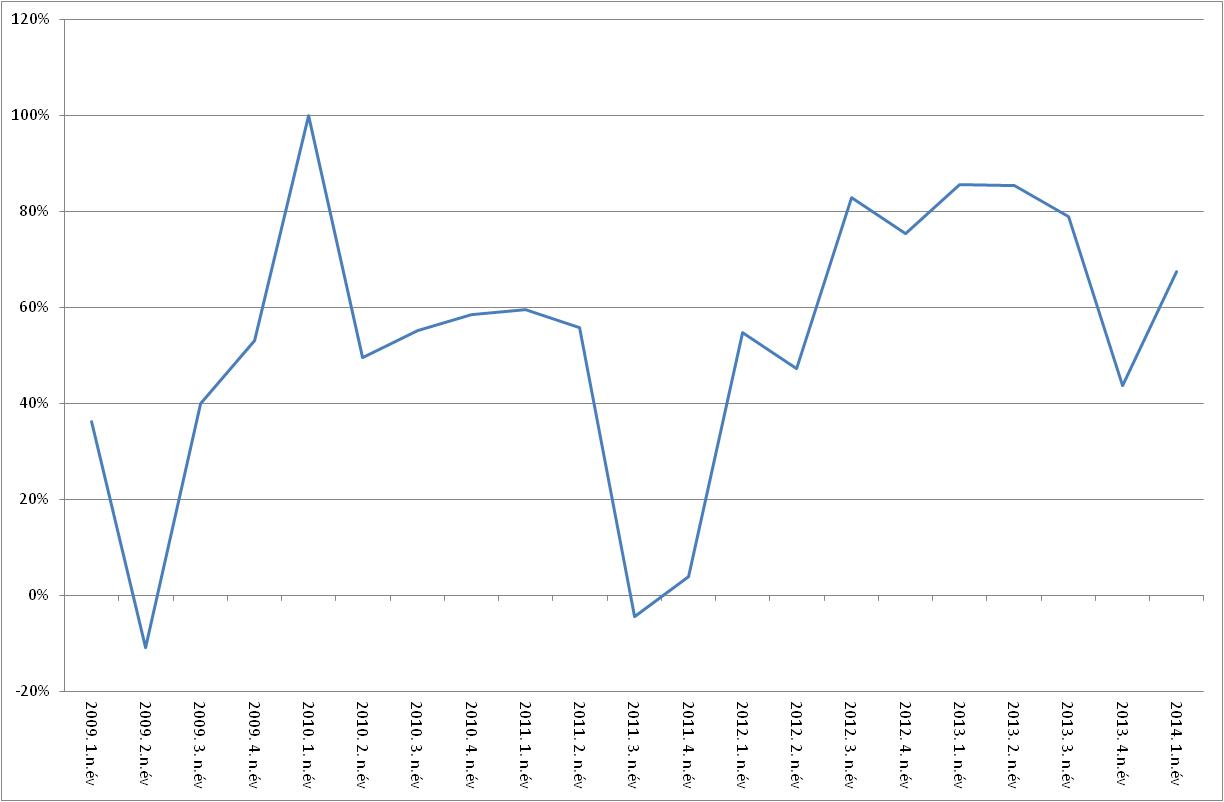 120%
100%
80%
60%
40%
20%
0%
-20%
2009. 1.n.év
2009. 2.n.év
2009. 3. n.év
2009. 4. n.év
2010. 1. n.év
2010. 2. n.év
2010. 3. n.év
2010. 4. n.év
2011. 1. n.év
2011. 2. n.év
2011. 3. n.év
2011. 4. n.év
2012. 1. n.év
2012. 2. n.év
2012. 3. n.év
2012. 4. n.év
2013. 1. n.év
2013. 2. n.év
2013. 3. n.év
2013. 4. n.év
2014. 1.n.év